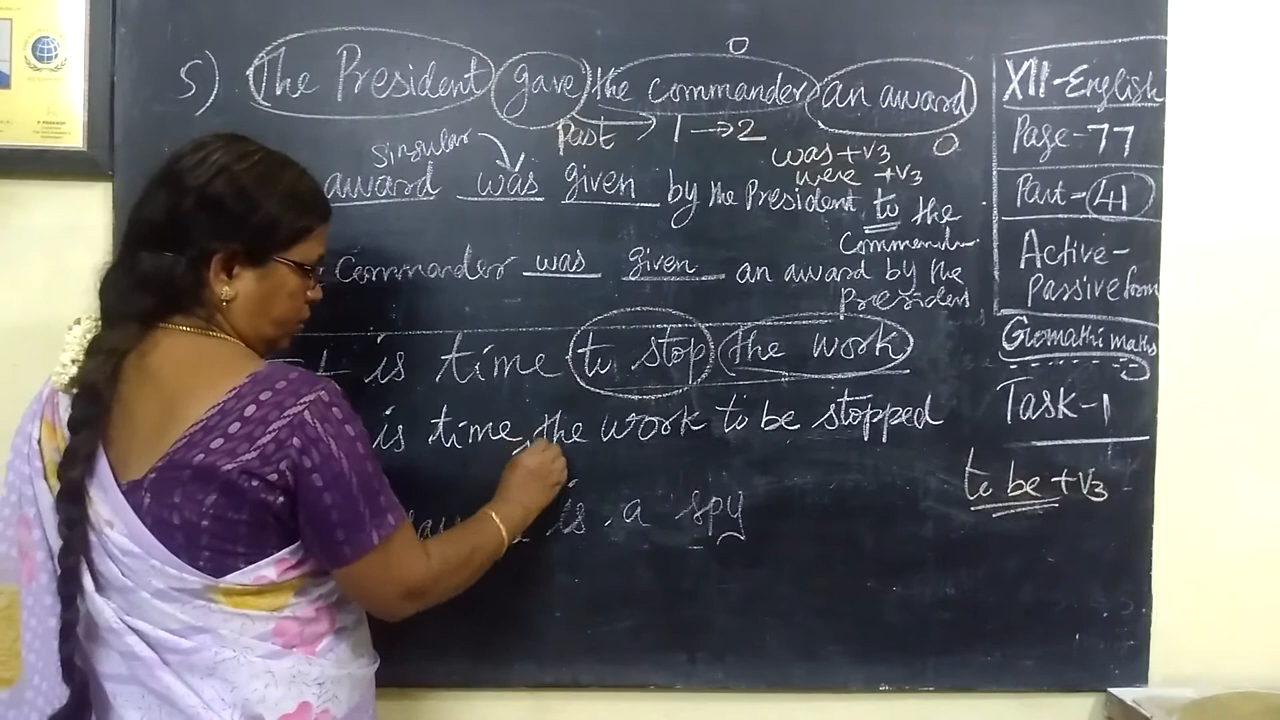 5) The President gave the commander an award
O
Past 1 → 2
O
singular
was + v3
were + v3
award was given by the President to the
Commander
Commander was given an award by the
President
is time to stop the work
is time the work to be stopped
is a spy
to be + v3
XII-English
Page-77
Part-41
Active-
Passive form
Gromathi maths
Task-1